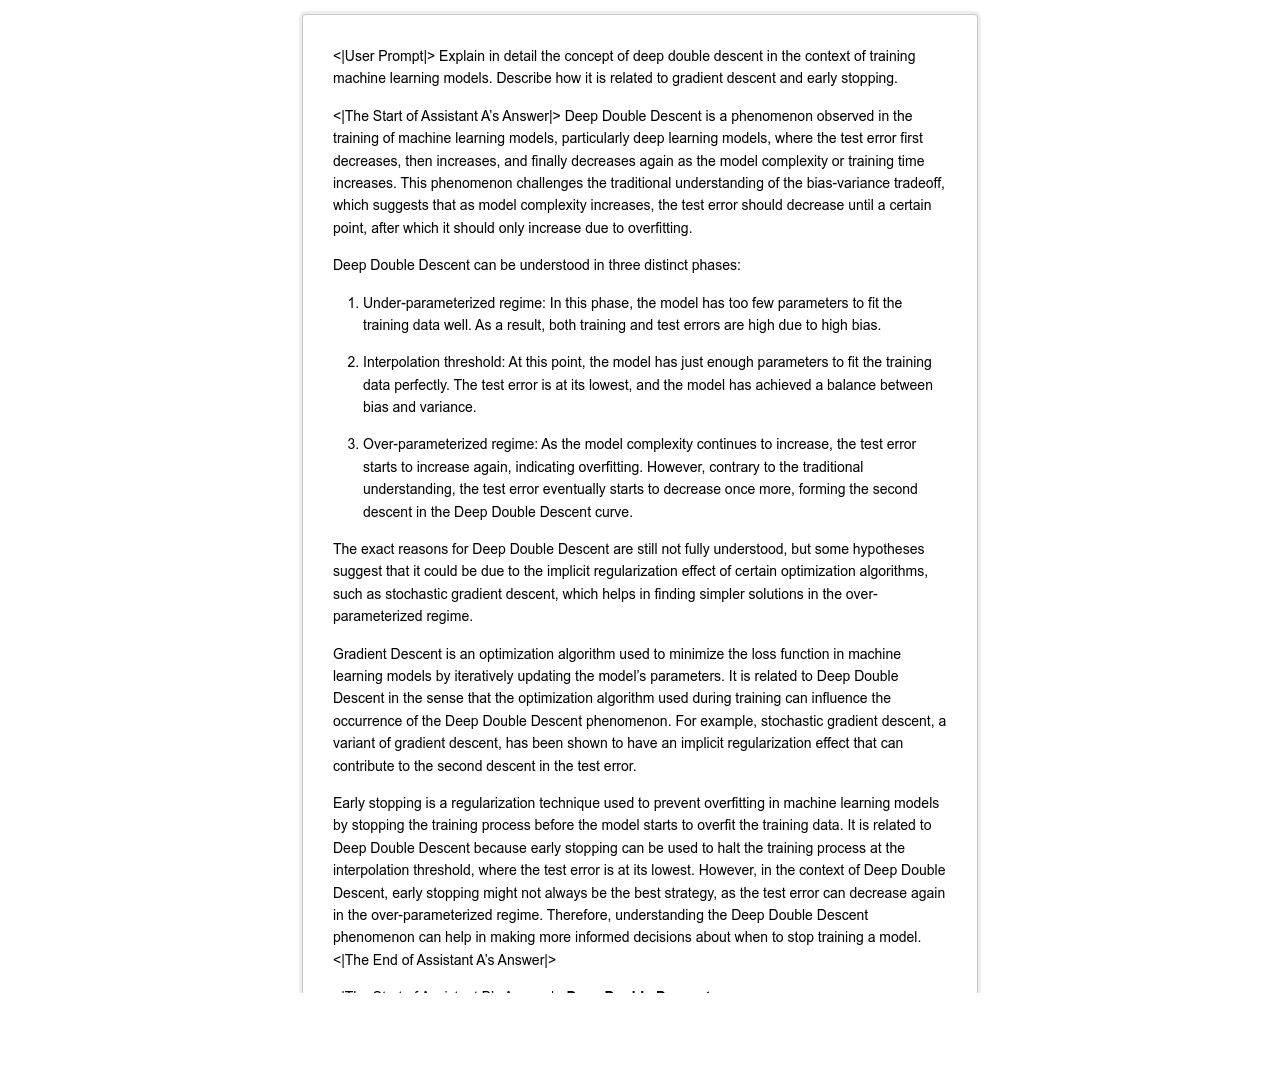 <|User Prompt|> Explain in detail the concept of deep double descent in the context of training
machine learning models. Describe how it is related to gradient descent and early stopping.
<|The Start of Assistant A’s Answer|> Deep Double Descent is a phenomenon observed in the
training of machine learning models, particularly deep learning models, where the test error first
decreases, then increases, and finally decreases again as the model complexity or training time
increases. This phenomenon challenges the traditional understanding of the bias-variance tradeoff,
which suggests that as model complexity increases, the test error should decrease until a certain
point, after which it should only increase due to overfitting.
Deep Double Descent can be understood in three distinct phases:
1. Under-parameterized regime: In this phase, the model has too few parameters to fit the
training data well. As a result, both training and test errors are high due to high bias.
2. Interpolation threshold: At this point, the model has just enough parameters to fit the training
data perfectly. The test error is at its lowest, and the model has achieved a balance between
bias and variance.
3. Over-parameterized regime: As the model complexity continues to increase, the test error
starts to increase again, indicating overfitting. However, contrary to the traditional
understanding, the test error eventually starts to decrease once more, forming the second
descent in the Deep Double Descent curve.
The exact reasons for Deep Double Descent are still not fully understood, but some hypotheses
suggest that it could be due to the implicit regularization effect of certain optimization algorithms,
such as stochastic gradient descent, which helps in finding simpler solutions in the over-
parameterized regime.
Gradient Descent is an optimization algorithm used to minimize the loss function in machine
learning models by iteratively updating the model’s parameters. It is related to Deep Double
Descent in the sense that the optimization algorithm used during training can influence the
occurrence of the Deep Double Descent phenomenon. For example, stochastic gradient descent, a
variant of gradient descent, has been shown to have an implicit regularization effect that can
contribute to the second descent in the test error.
Early stopping is a regularization technique used to prevent overfitting in machine learning models
by stopping the training process before the model starts to overfit the training data. It is related to
Deep Double Descent because early stopping can be used to halt the training process at the
interpolation threshold, where the test error is at its lowest. However, in the context of Deep Double
Descent, early stopping might not always be the best strategy, as the test error can decrease again
in the over-parameterized regime. Therefore, understanding the Deep Double Descent
phenomenon can help in making more informed decisions about when to stop training a model.
<|The End of Assistant A’s Answer|>